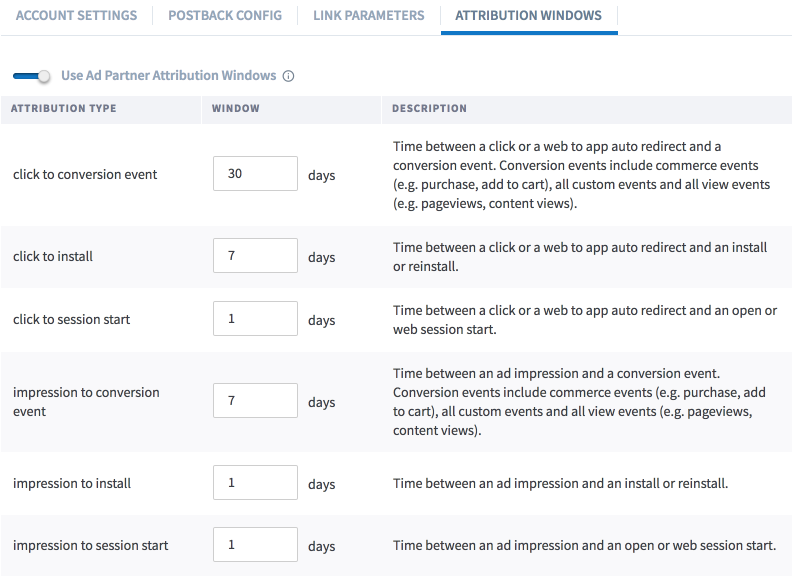 ACCOUNT SETTINGS POSTBACK CONFIG LINK PARAMETERS ATTRIBUTION WINDOWS
Use Ad Partner Attribution Windows
ATTRIBUTION TYPE WINDOW DESCRIPTION
click to conversion event 30 days
Time between a click or a web to app auto redirect and a
conversion event. Conversion events include commerce events
(e.g. purchase, add to cart), all custom events and all view events
(e.g. pageviews, content views).
click to install 7 days
Time between a click or a web to app auto redirect and an install
or reinstall.
click to session start 1 days
Time between a click or a web to app auto redirect and an open or
web session start.
impression to conversion
event
7 days
Time between an ad impression and a conversion event.
Conversion events include commerce events (e.g. purchase, add
to cart), all custom events and all view events (e.g. pageviews,
content views).
impression to install 1 days
Time between an ad impression and an install or reinstall.
impression to session start 1 days
Time between an ad impression and an open or web session start.